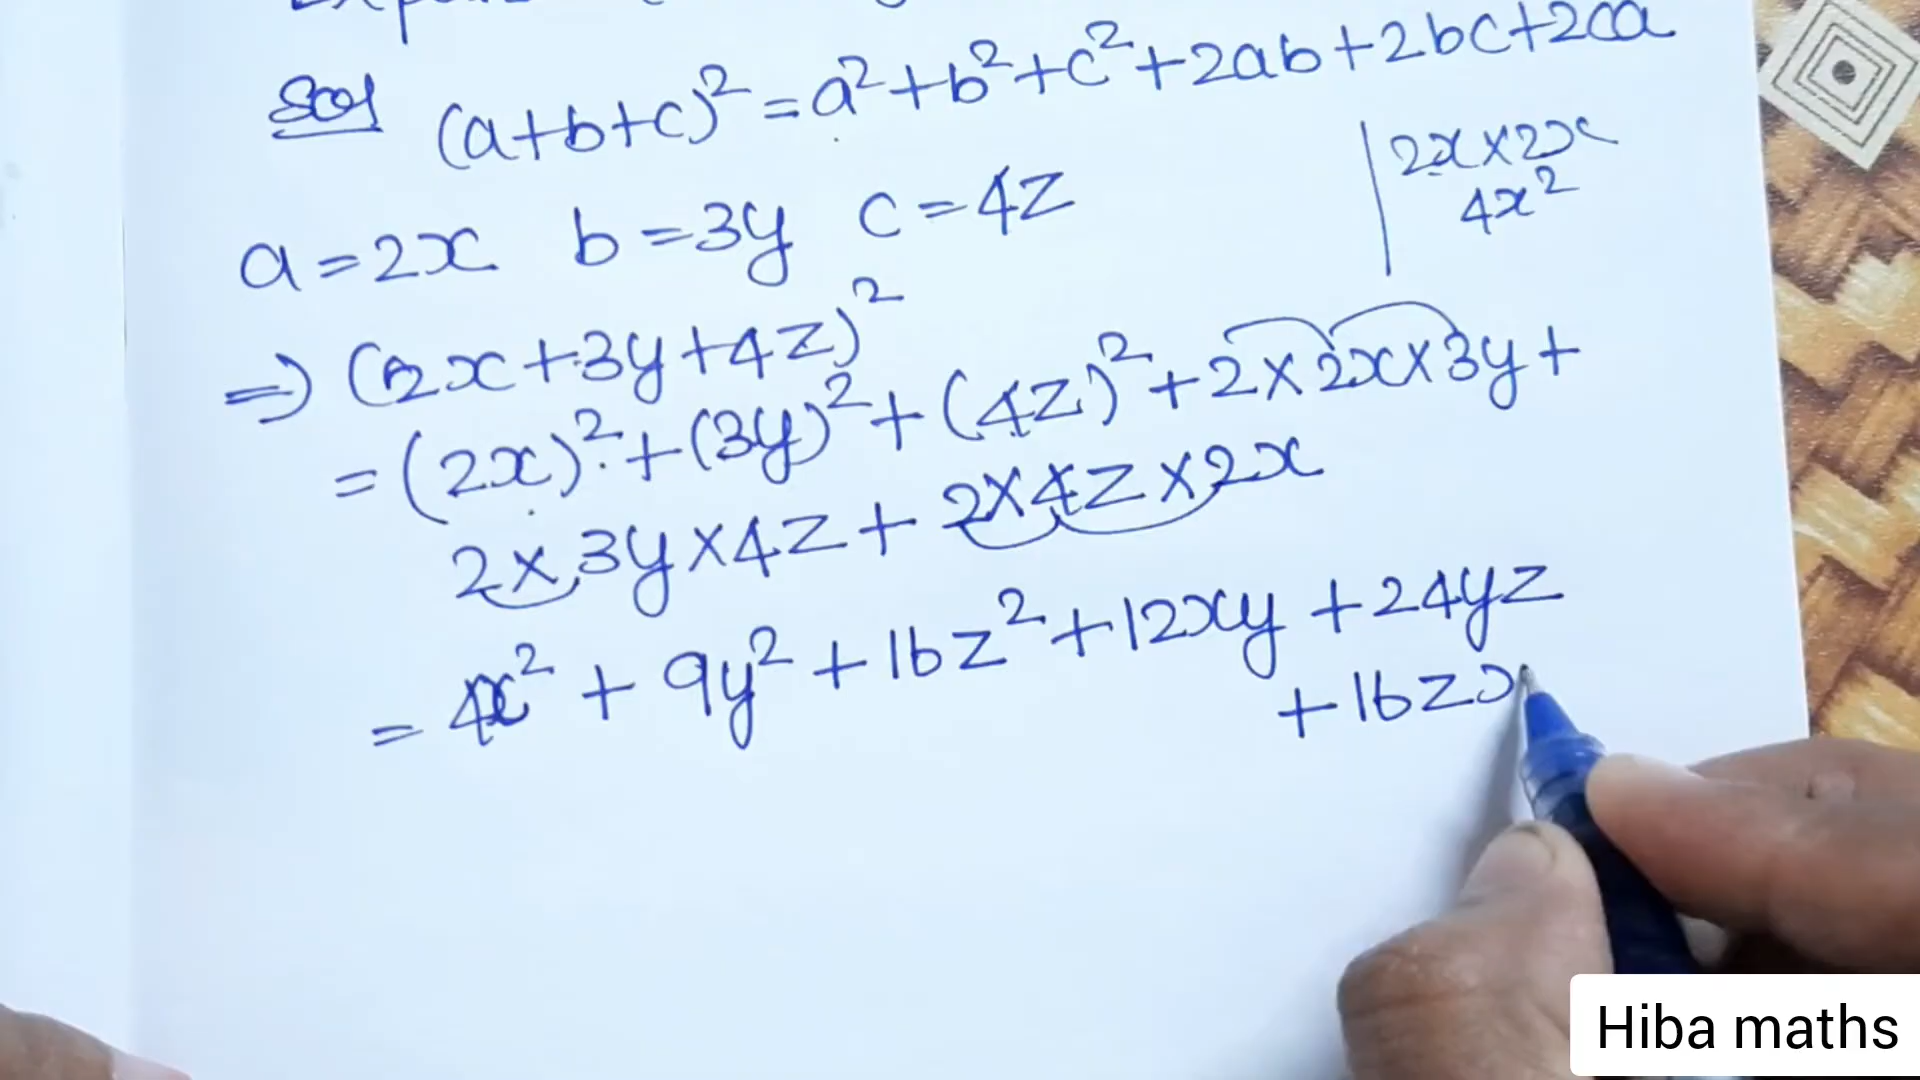 Sol (a+b+c)² = a²+b²+c²+2ab+2bc+2ca
2x×2x
4x²
a=2x b=3y c=4z
⇒ (2x+3y+4z)²
= (2x)²+(3y)²+(4z)²+2×2x×3y+
2×3y×4z+2×4z×2x
= 4x² + 9y² + 16z² + 12xy + 24yz
+16zx
Hiba maths